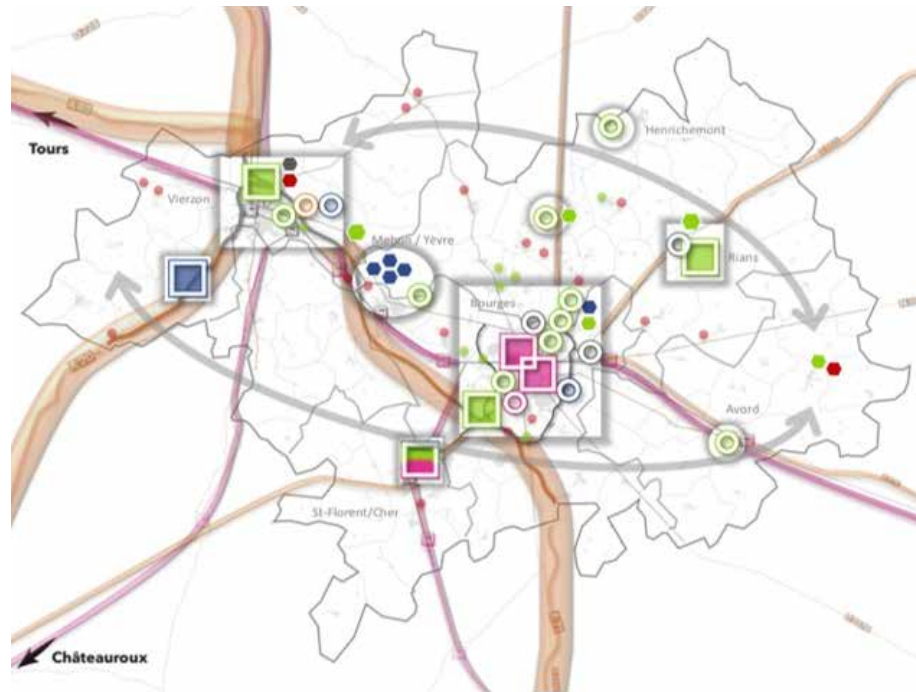 Henrichemont
Tours
Vierzon
Mehun / Yèvre
Rians
Bourges
Avord
St-Florent/Cher
Châteauroux